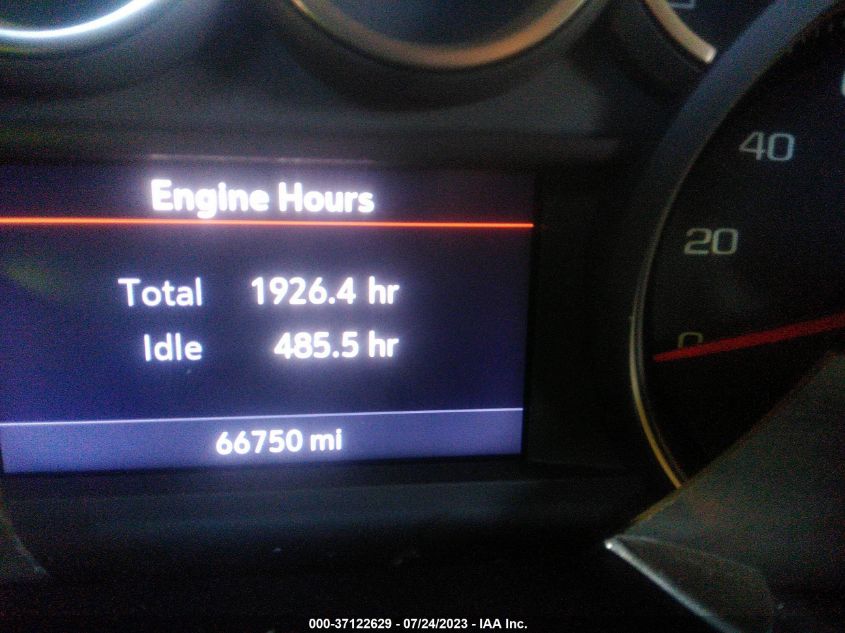 Engine Hours
40
20
Total 1926.4 hr
0
Idle 485.5 hr
66750 mi
000-37122629 - 07/24/2023 - IAA Inc.